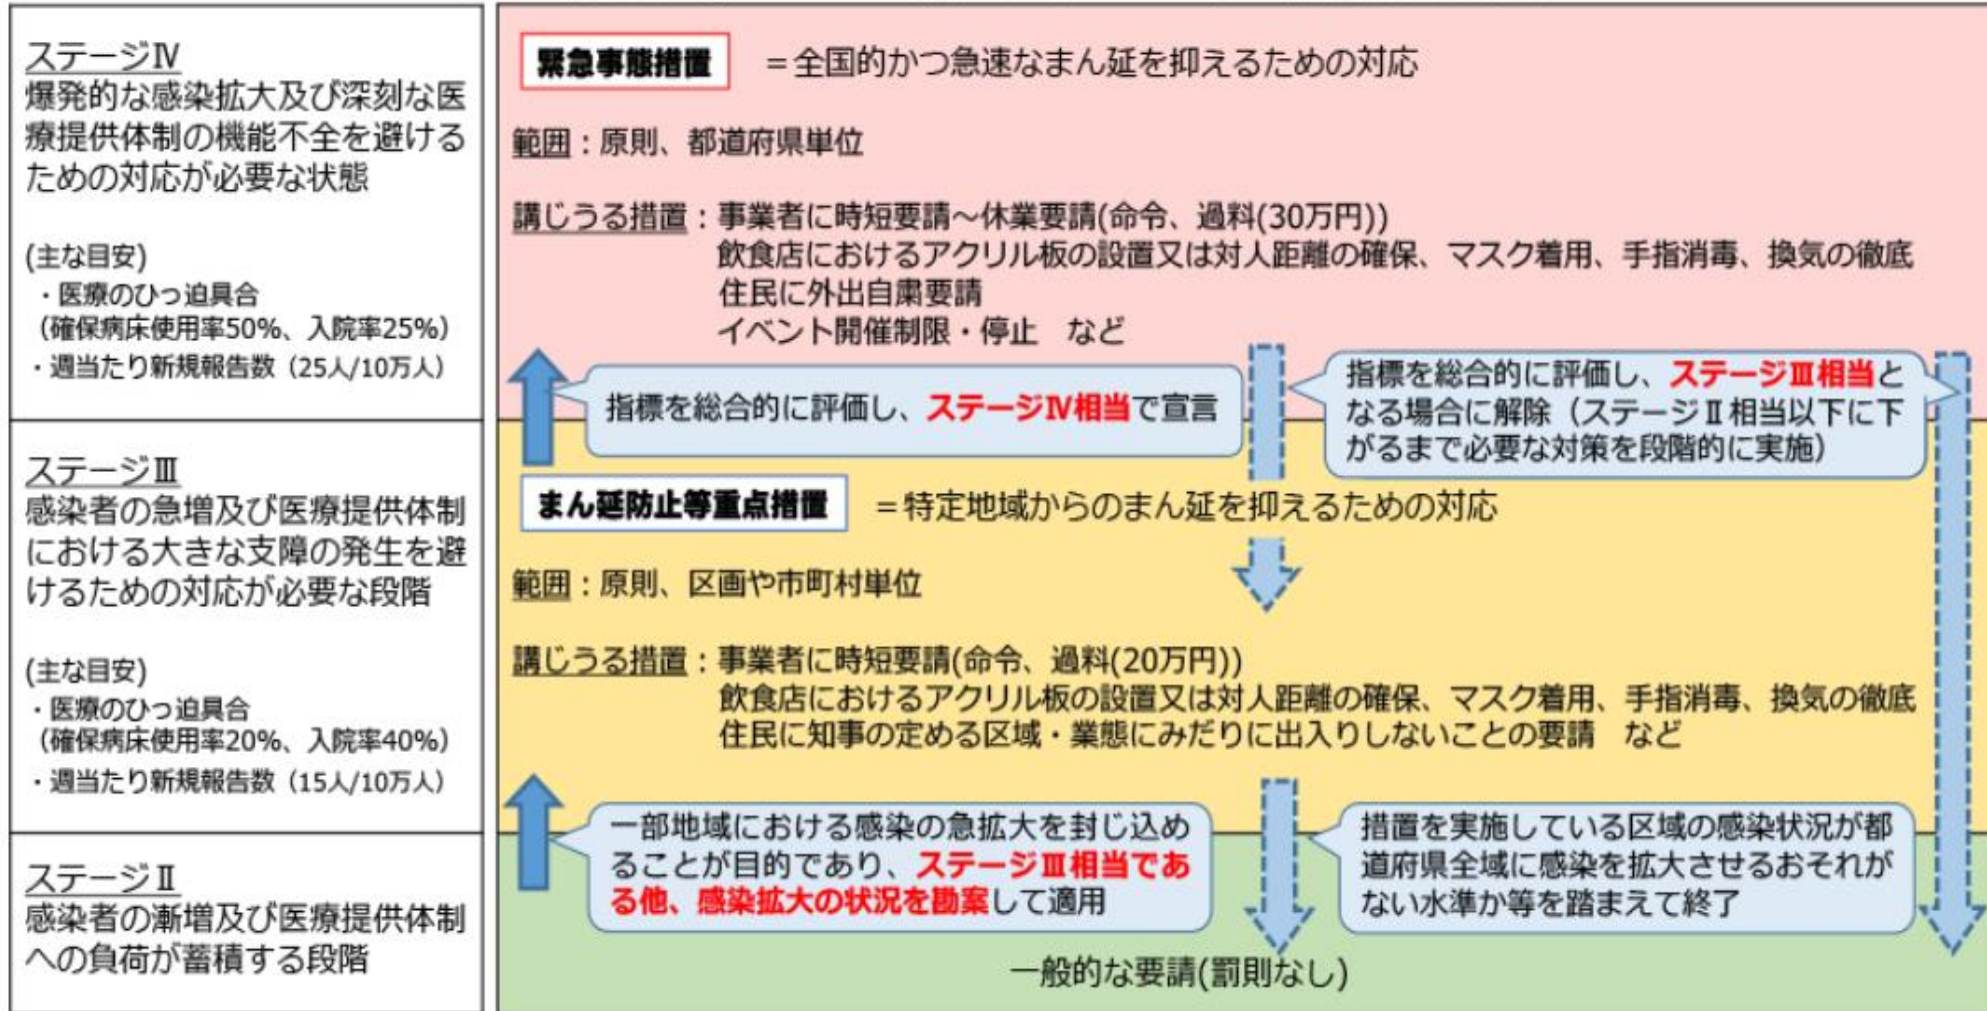 ステージⅣ
爆発的な感染拡大及び深刻な医
療提供体制の機能不全を避ける
ための対応が必要な状態
(主な目安)
・医療のひっ迫具合
（確保病床使用率50%、入院率25%）
・週当たり新規報告数（25人/10万人）
緊急事態措置 ＝全国的かつ急速なまん延を抑えるための対応
範囲：原則、都道府県単位
講じうる措置：事業者に時短要請～休業要請(命令、過料(30万円))
飲食店におけるアクリル板の設置又は対人距離の確保、マスク着用、手指消毒、換気の徹底
住民に外出自粛要請
イベント開催制限・停止　など
指標を総合的に評価し、ステージⅣ相当で宣言
指標を総合的に評価し、ステージⅢ相当と
なる場合に解除（ステージⅡ相当以下に下
がるまで必要な対策を段階的に実施）
ステージⅢ
感染者の急増及び医療提供体制
における大きな支障の発生を避
けるための対応が必要な段階
(主な目安)
・医療のひっ迫具合
（確保病床使用率20%、入院率40%）
・週当たり新規報告数（15人/10万人）
まん延防止等重点措置 ＝特定地域からのまん延を抑えるための対応
範囲：原則、区画や市町村単位
講じうる措置：事業者に時短要請(命令、過料(20万円))
飲食店におけるアクリル板の設置又は対人距離の確保、マスク着用、手指消毒、換気の徹底
住民に知事の定める区域・業態にみだりに出入りしないことの要請　など
一部地域における感染の急拡大を封じ込め
ることが目的であり、ステージⅢ相当であ
る他、感染拡大の状況を勘案して適用
措置を実施している区域の感染状況が都
道府県全域に感染を拡大させるおそれが
ない水準か等を踏まえて終了
ステージⅡ
感染者の漸増及び医療提供体制
への負荷が蓄積する段階
一般的な要請(罰則なし)